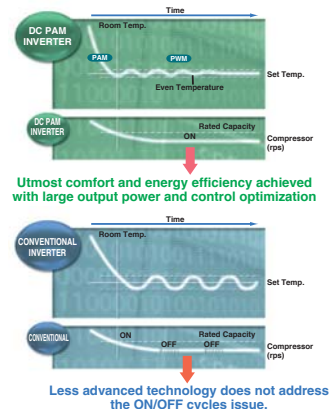 Time
DC PAM
INVERTER
Room Temp.
PAM
PWM
Set Temp.
Even Temperature
DC PAM
INVERTER
Rated Capacity
ON
Compressor
(rps)
Utmost comfort and energy efficiency achieved
with large output power and control optimization
Time
CONVENTIONAL
INVERTER
Room Temp.
Set Temp.
CONVENTIONAL
ON
OFF
Rated Capacity
OFF
Compressor
(rps)
Less advanced technology does not address
the ON/OFF cycles issue.